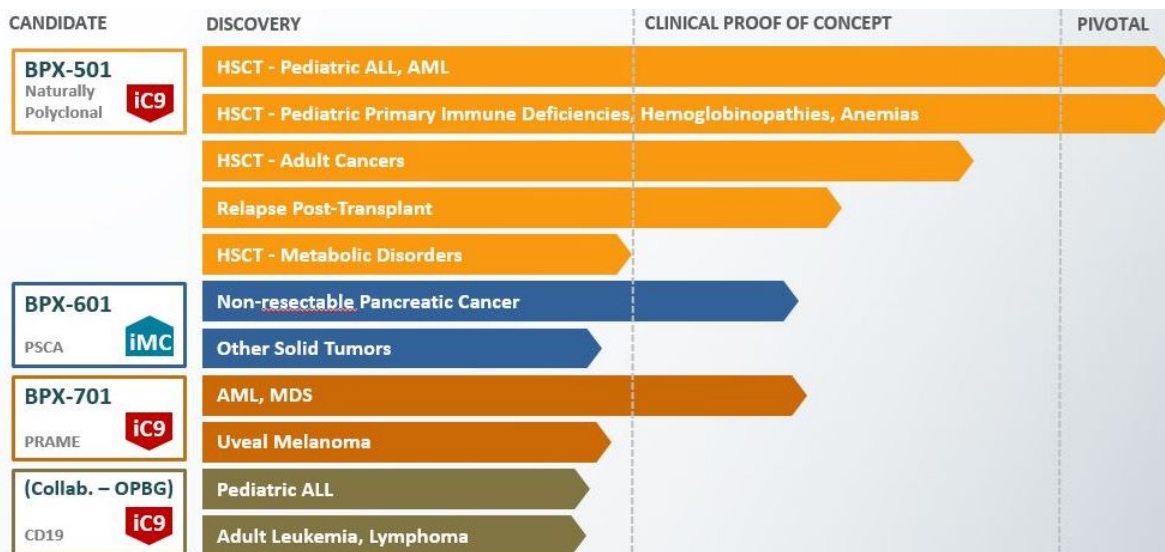 CANDIDATE DISCOVERY CLINICAL PROOF OF CONCEPT PIVOTAL
BPX-501
Naturally
Polyclonal
iC9
HSCT - Pediatric ALL, AML
HSCT - Pediatric Primary Immune Deficiencies, Hemoglobinopathies, Anemias
HSCT - Adult Cancers
Relapse Post-Transplant
HSCT - Metabolic Disorders
BPX-601
PSCA
iMC
Non-resectable Pancreatic Cancer
Other Solid Tumors
BPX-701
PRAME
iC9
AML, MDS
Uveal Melanoma
(Collab. – OPBG)
CD19
iC9
Pediatric ALL
Adult Leukemia, Lymphoma